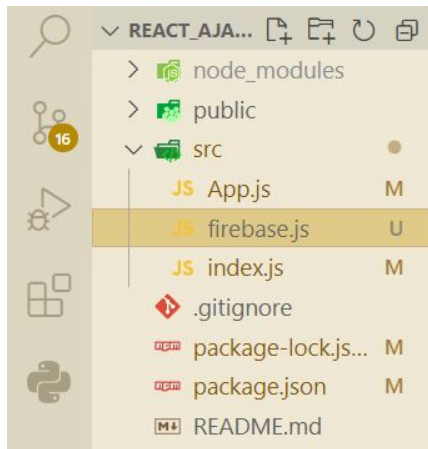 REACT_AJA...
node_modules
public
16
src
JS App.js M
JS firebase.js U
JS index.js M
.gitignore
npm package-lock.js... M
npm package.json M
M↓ README.md